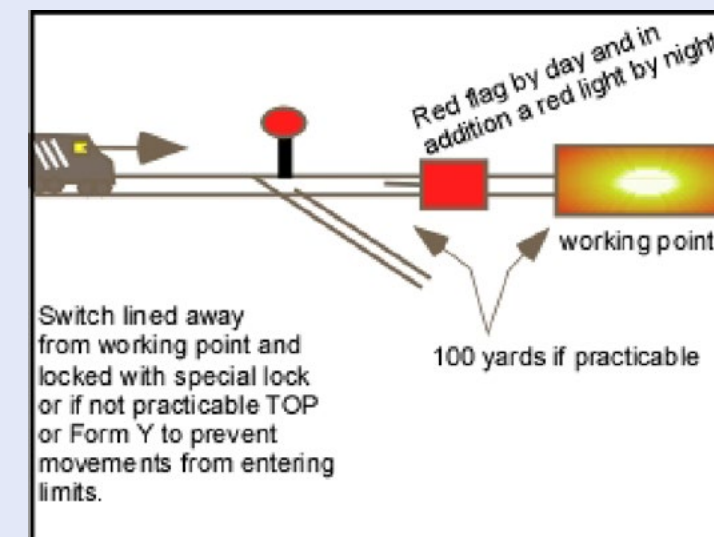 Red flag by day and in
addition a red light by night
working point
100 yards if practicable
Switch lined away
from working point and
locked with special lock
or if not practicable TOP
or Form Y to prevent
movements from entering
limits.